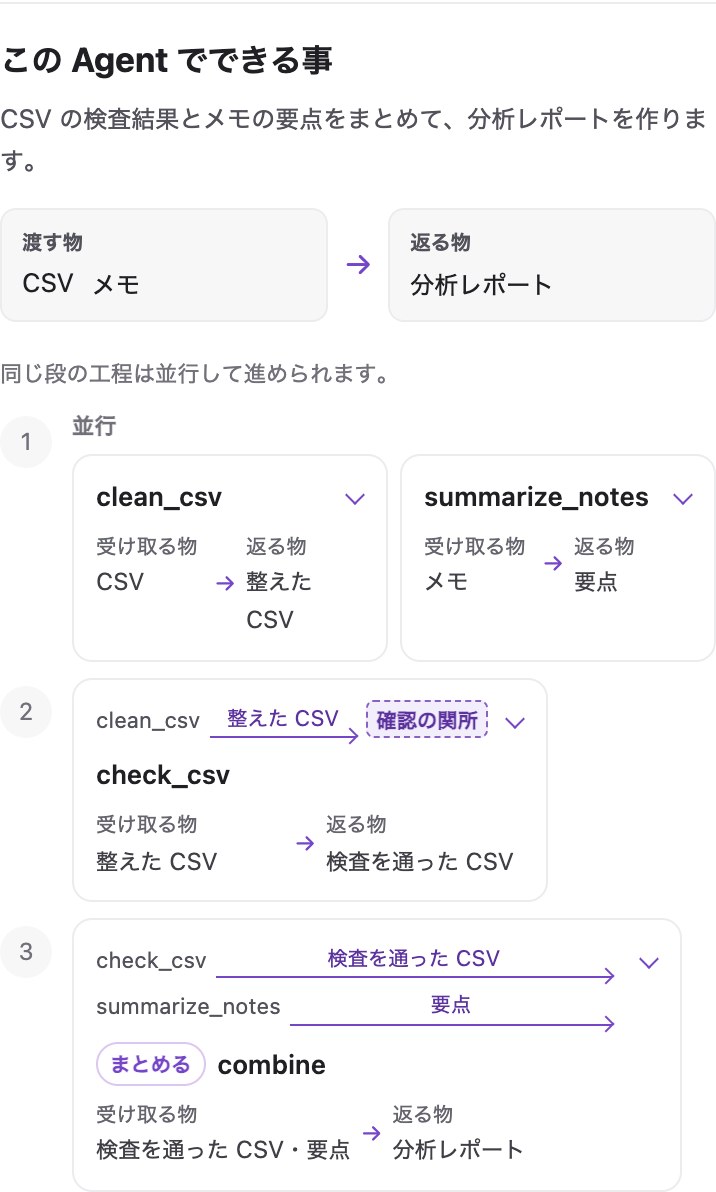 この Agent でできる事
CSV の検査結果とメモの要点をまとめて、分析レポートを作りま
す。
渡す物
CSV メモ
→
返る物
分析レポート
同じ段の工程は並行して進められます。
1
並行
clean_csv
受け取る物
CSV
→
返る物
整えた
CSV
summarize_notes
受け取る物
メモ
→
返る物
要点
2
clean_csv 整えた CSV 確認の関所
check_csv
受け取る物
整えた CSV
→
返る物
検査を通った CSV
3
check_csv 検査を通った CSV
summarize_notes 要点
まとめる combine
受け取る物
検査を通った CSV・要点
→
返る物
分析レポート